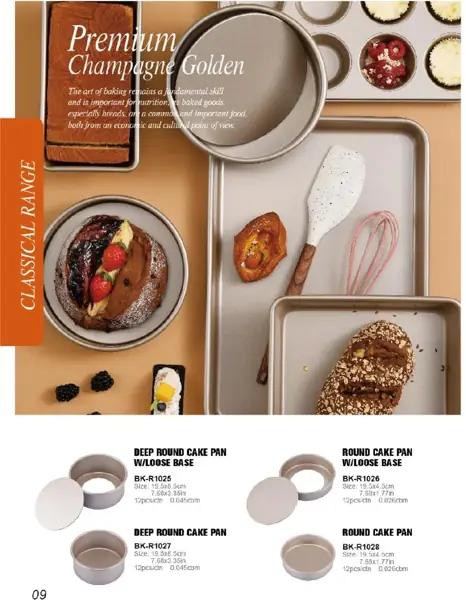 Premium
Champagne Golden
The art of baking remains a fundamental skill
and is important for nutrition, as baked goods,
especially breads, are a common and important food,
both from an economic and cultural point of view.
CLASSICAL RANGE
DEEP ROUND CAKE PAN
W/LOOSE BASE
BK-R1025
Size: 19.5x8.5cm
7.68x3.35in
12pcs/ctn 0.045cbm
ROUND CAKE PAN
W/LOOSE BASE
BK-R1026
Size: 19.5x4.5cm
7.68x1.77in
12pcs/ctn 0.026cbm
DEEP ROUND CAKE PAN
BK-R1027
Size: 19.5x8.5cm
7.68x3.35in
12pcs/ctn 0.045cbm
ROUND CAKE PAN
BK-R1028
Size: 19.5x4.5cm
7.68x1.77in
12pcs/ctn 0.026cbm
09